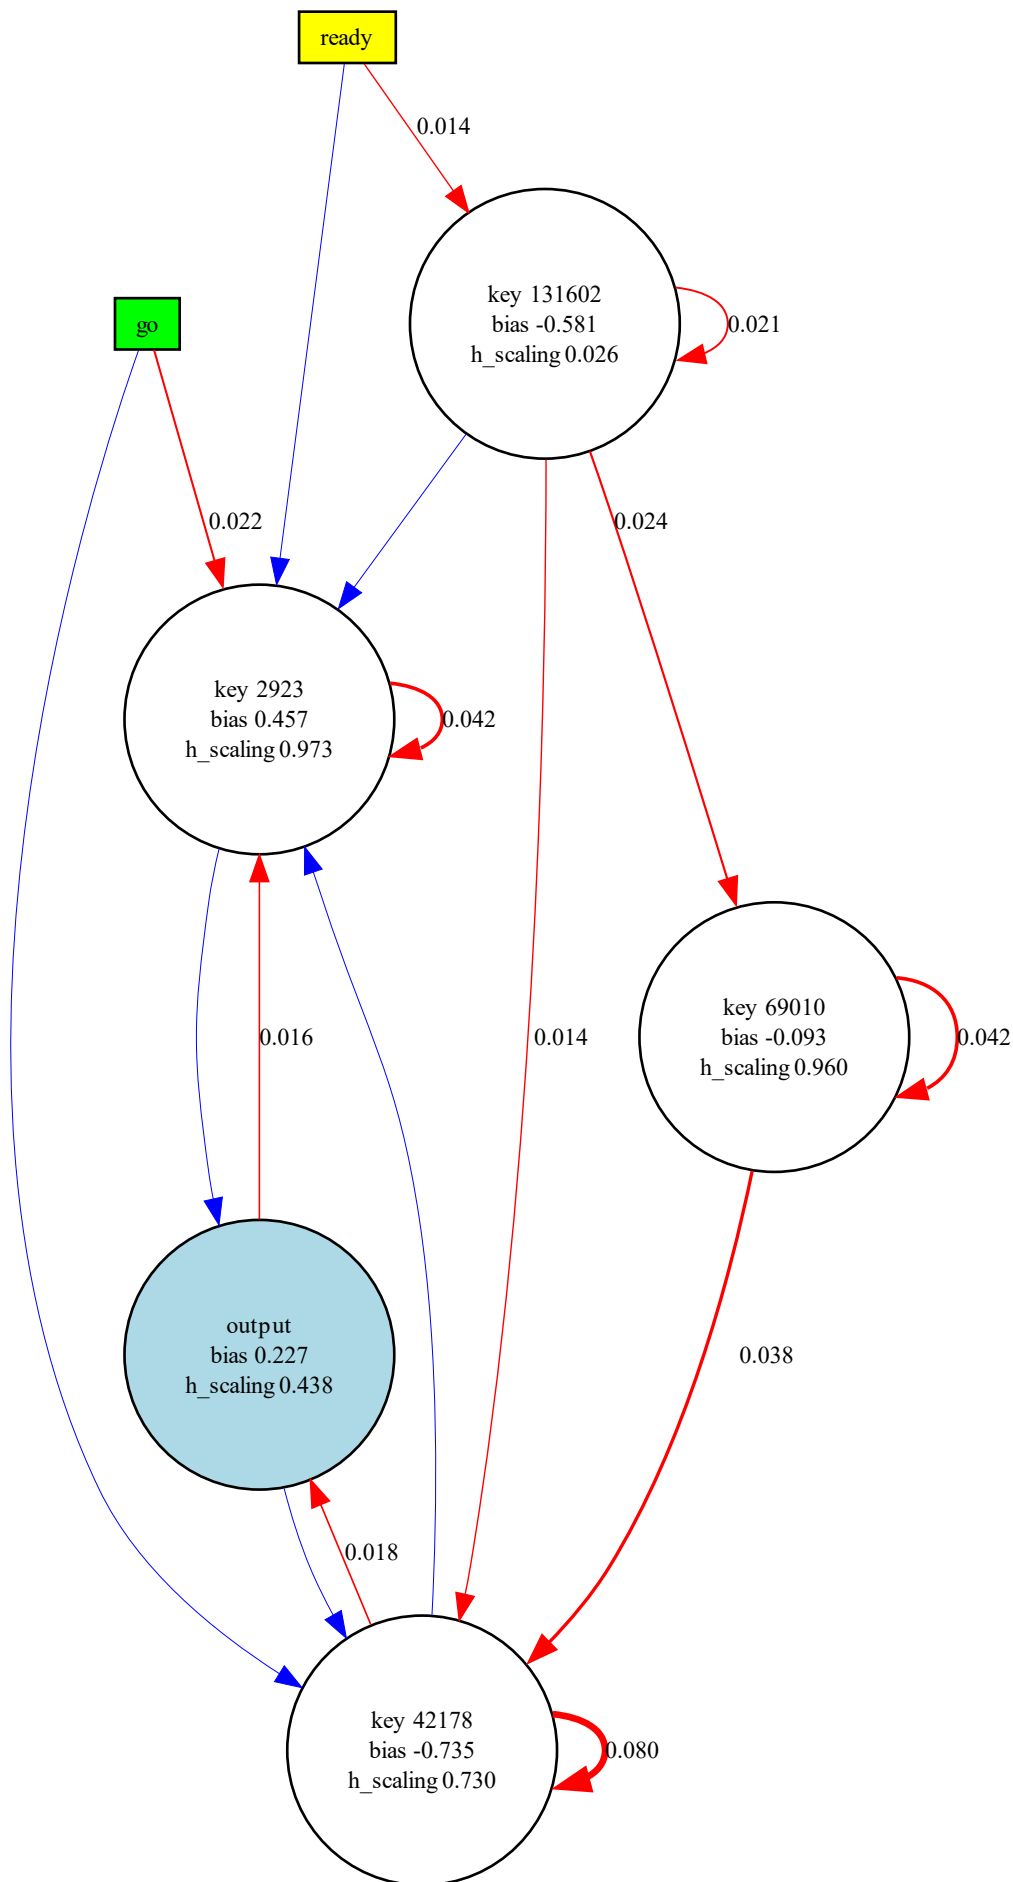 ready
0.014
key 131602
bias -0.581
h_scaling 0.026
0.021
go
0.022
0.024
key 2923
bias 0.457
h_scaling 0.973
0.042
key 69010
bias -0.093
h_scaling 0.960
0.042
0.016
0.014
output
bias 0.227
h_scaling 0.438
0.038
0.018
key 42178
bias -0.735
h_scaling 0.730
0.080